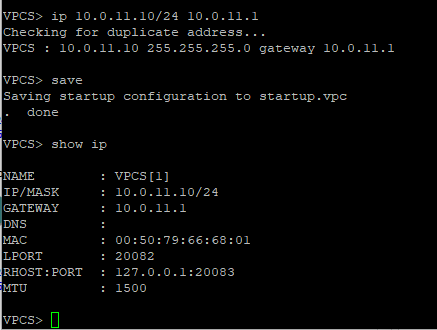 VPCS> ip 10.0.11.10/24 10.0.11.1
Checking for duplicate address...
VPCS : 10.0.11.10 255.255.255.0 gateway 10.0.11.1
VPCS> save
Saving startup configuration to startup.vpc
.  done
VPCS> show ip
NAME        : VPCS[1]
IP/MASK     : 10.0.11.10/24
GATEWAY     : 10.0.11.1
DNS         :
MAC         : 00:50:79:66:68:01
LPORT       : 20082
RHOST:PORT  : 127.0.0.1:20083
MTU         : 1500
VPCS>